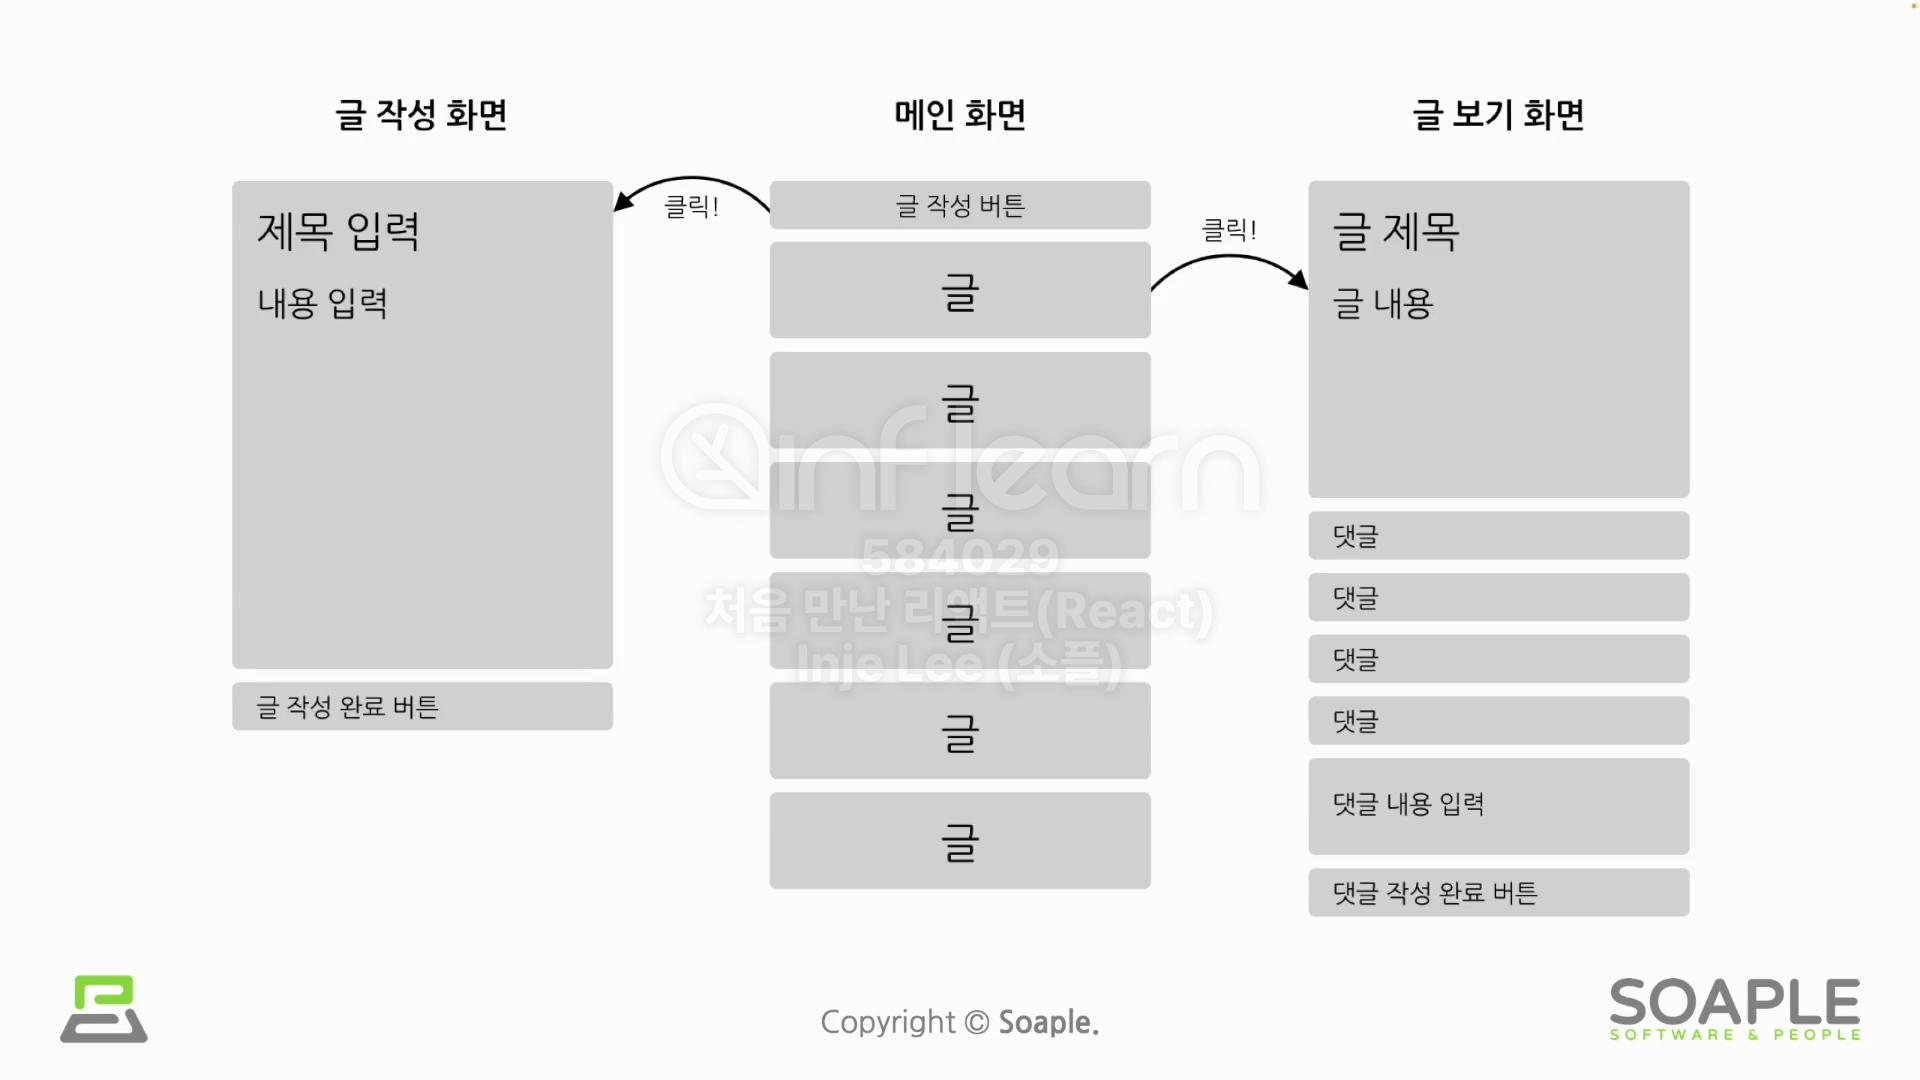 글 작성 화면
제목 입력
내용 입력
글 작성 완료 버튼
클릭!
메인 화면
글 작성 버튼
글
글
글
글
글
글
클릭!
글 보기 화면
글 제목
글 내용
댓글
댓글
댓글
댓글
댓글 내용 입력
댓글 작성 완료 버튼
inflearn
584029
처음 만난 리액트(React)
Inje Lee (소플)
Copyright © Soaple.
SOAPLE
SOFTWARE & PEOPLE